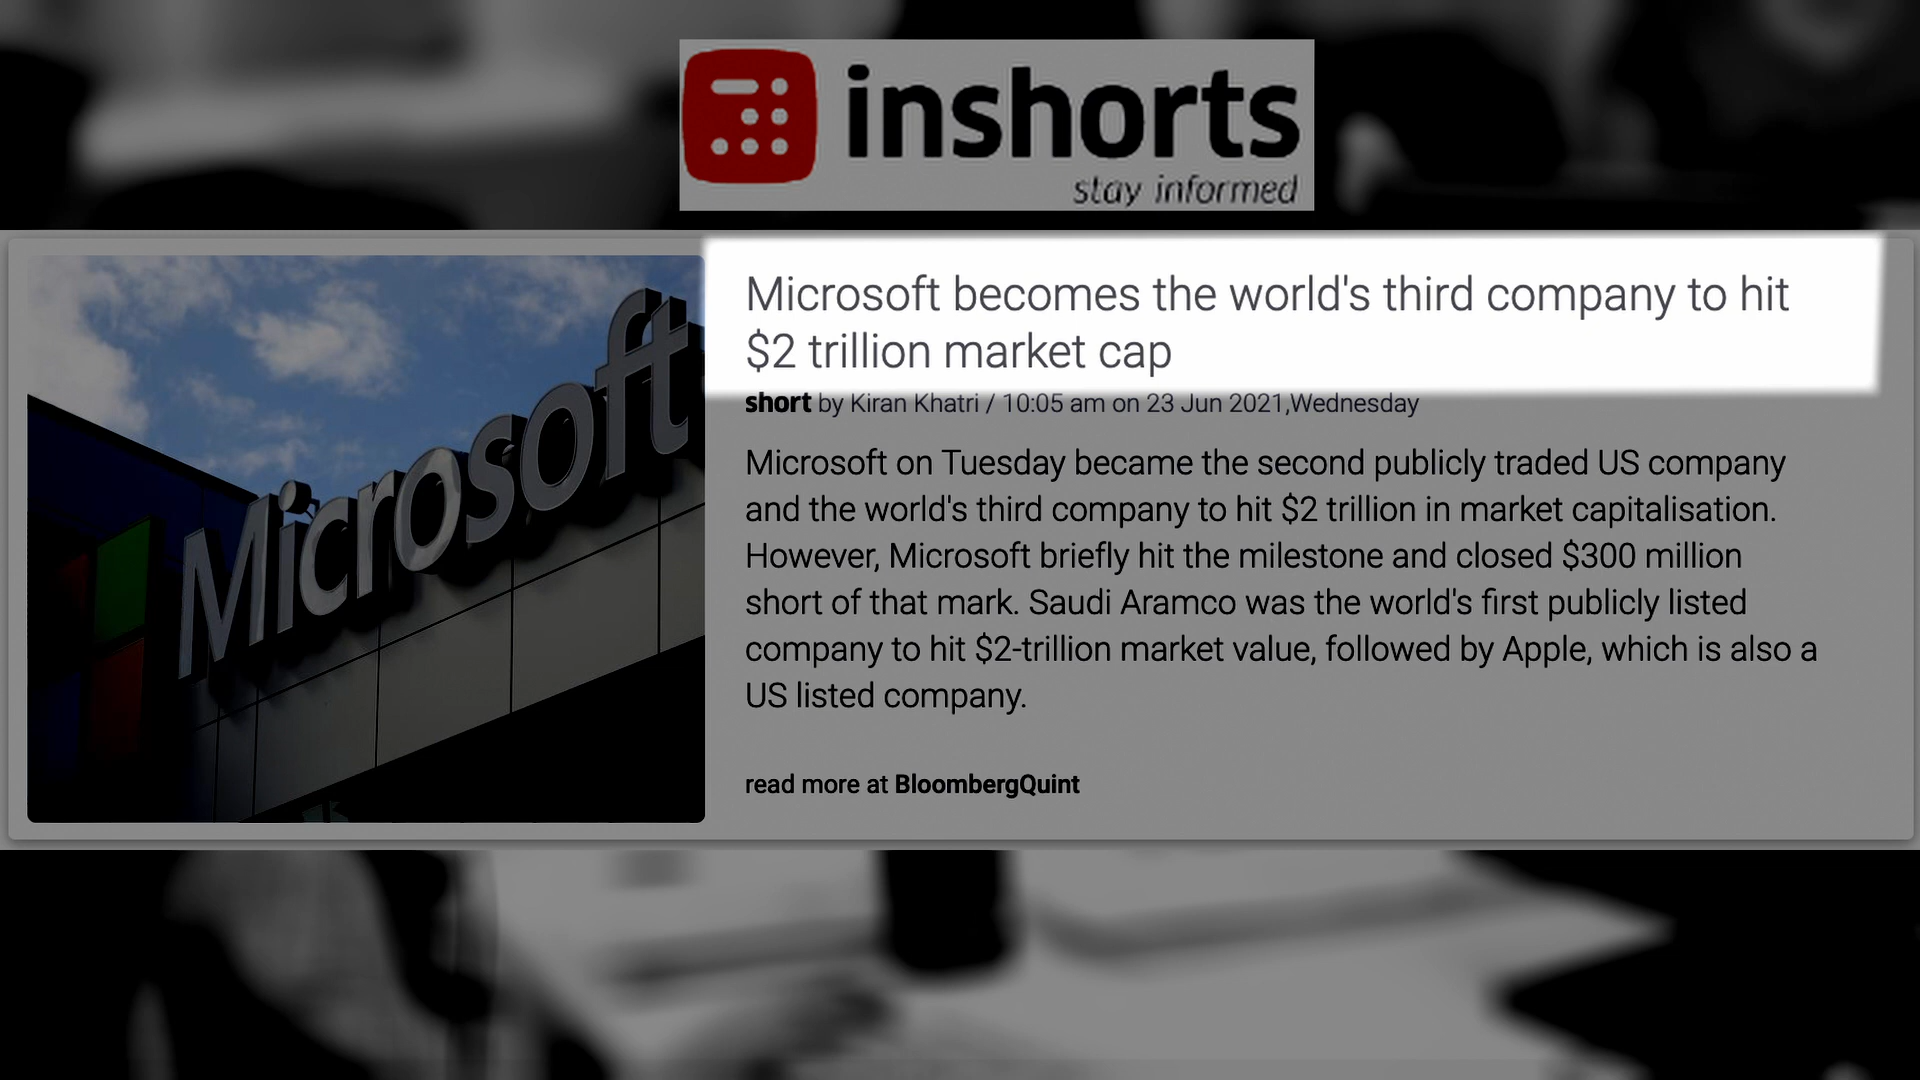 inshorts
stay informed
Microsoft
Microsoft becomes the world's third company to hit
$2 trillion market cap
short by Kiran Khatri / 10:05 am on 23 Jun 2021,Wednesday
Microsoft on Tuesday became the second publicly traded US company
and the world's third company to hit $2 trillion in market capitalisation.
However, Microsoft briefly hit the milestone and closed $300 million
short of that mark. Saudi Aramco was the world's first publicly listed
company to hit $2-trillion market value, followed by Apple, which is also a
US listed company.
read more at BloombergQuint